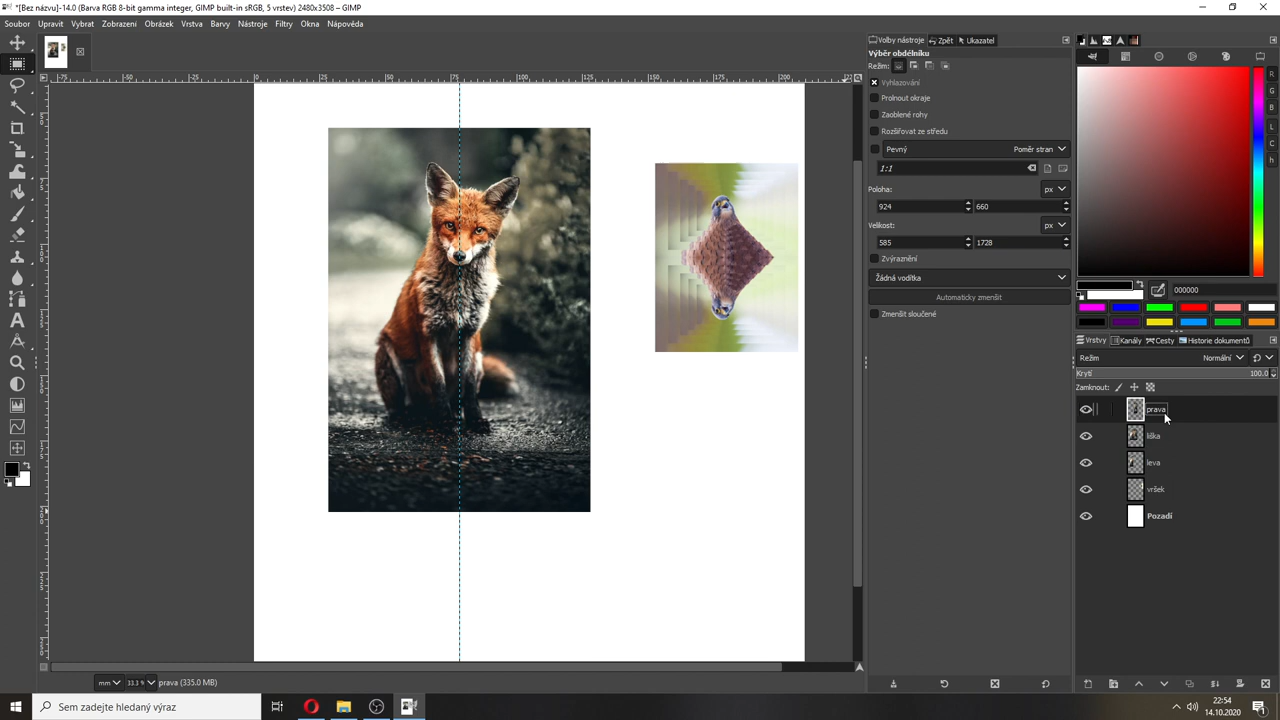 *[Bez názvu]-14.0 (Barva RGB 8-bit gamma integer, GIMP built-in sRGB, 5 vrstev) 2480x3508 – GIMP
Soubor Upravit Vybrat Zobrazení Obrázek Vrstva Barvy Nástroje Filtry Okna Nápověda
Volby nástroje Zpět Ukazatel
Výběr obdélníku
Režim:
Vyhlazování
Prolnout okraje
Zaoblené rohy
Rozšiřovat ze středu
Pevný Poměr stran
1:1
Poloha: px
924 660
Velikost: px
585 1728
Zvýraznění
Žádná vodítka
Automaticky zmenšit
Zmenšit sloučené
R
G
B
L
C
h
000000
Vrstvy Kanály Cesty Historie dokumentů
Režim Normální
Krytí 100.0
Zamknout:
prava
liška
leva
vršek
Pozadí
mm 33.3 % prava (335.0 MB)
Sem zadejte hledaný výraz
22:54
14.10.2020